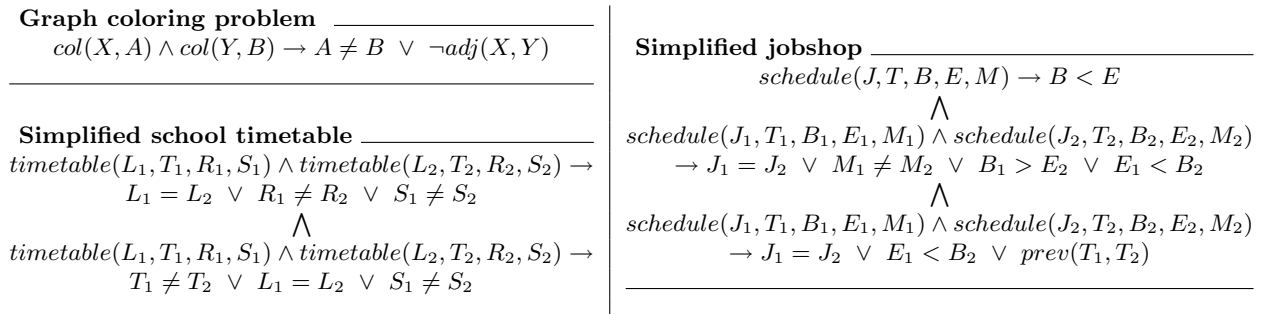 Graph coloring problem
col(X, A) ∧ col(Y, B) → A ≠ B ∨ ¬adj(X, Y)
Simplified school timetable
timetable(L₁, T₁, R₁, S₁) ∧ timetable(L₂, T₂, R₂, S₂) →
L₁ = L₂ ∨ R₁ ≠ R₂ ∨ S₁ ≠ S₂
⋀
timetable(L₁, T₁, R₁, S₁) ∧ timetable(L₂, T₂, R₂, S₂) →
T₁ ≠ T₂ ∨ L₁ = L₂ ∨ S₁ ≠ S₂
Simplified jobshop
schedule(J, T, B, E, M) → B < E
⋀
schedule(J₁, T₁, B₁, E₁, M₁) ∧ schedule(J₂, T₂, B₂, E₂, M₂)
→ J₁ = J₂ ∨ M₁ ≠ M₂ ∨ B₁ > E₂ ∨ E₁ < B₂
⋀
schedule(J₁, T₁, B₁, E₁, M₁) ∧ schedule(J₂, T₂, B₂, E₂, M₂)
→ J₁ = J₂ ∨ E₁ < B₂ ∨ prev(T₁, T₂)